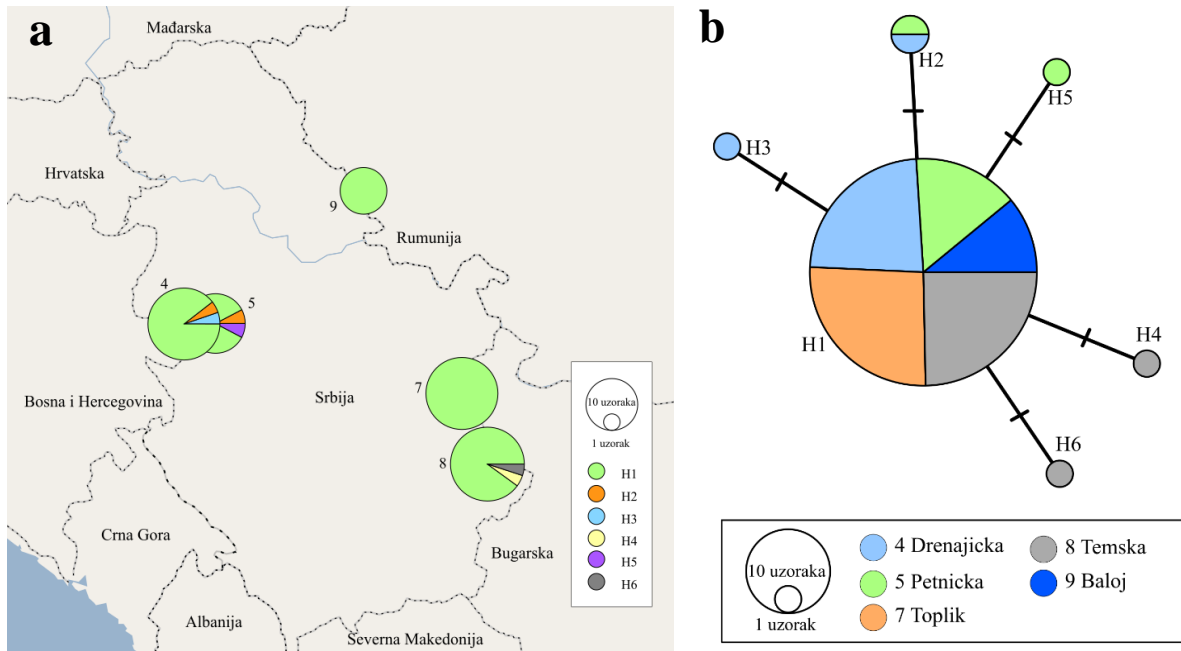 a
Mađarska
Hrvatska
9
Rumunija
4
5
Bosna i Hercegovina
Srbija
7
8
Crna Gora
Bugarska
Albanija
Severna Makedonija
10 uzoraka
1 uzorak
H1
H2
H3
H4
H5
H6
b
H2
H5
H3
H1
H4
H6
10 uzoraka
1 uzorak
4 Drenajicka
5 Petnicka
7 Toplik
8 Temska
9 Baloj